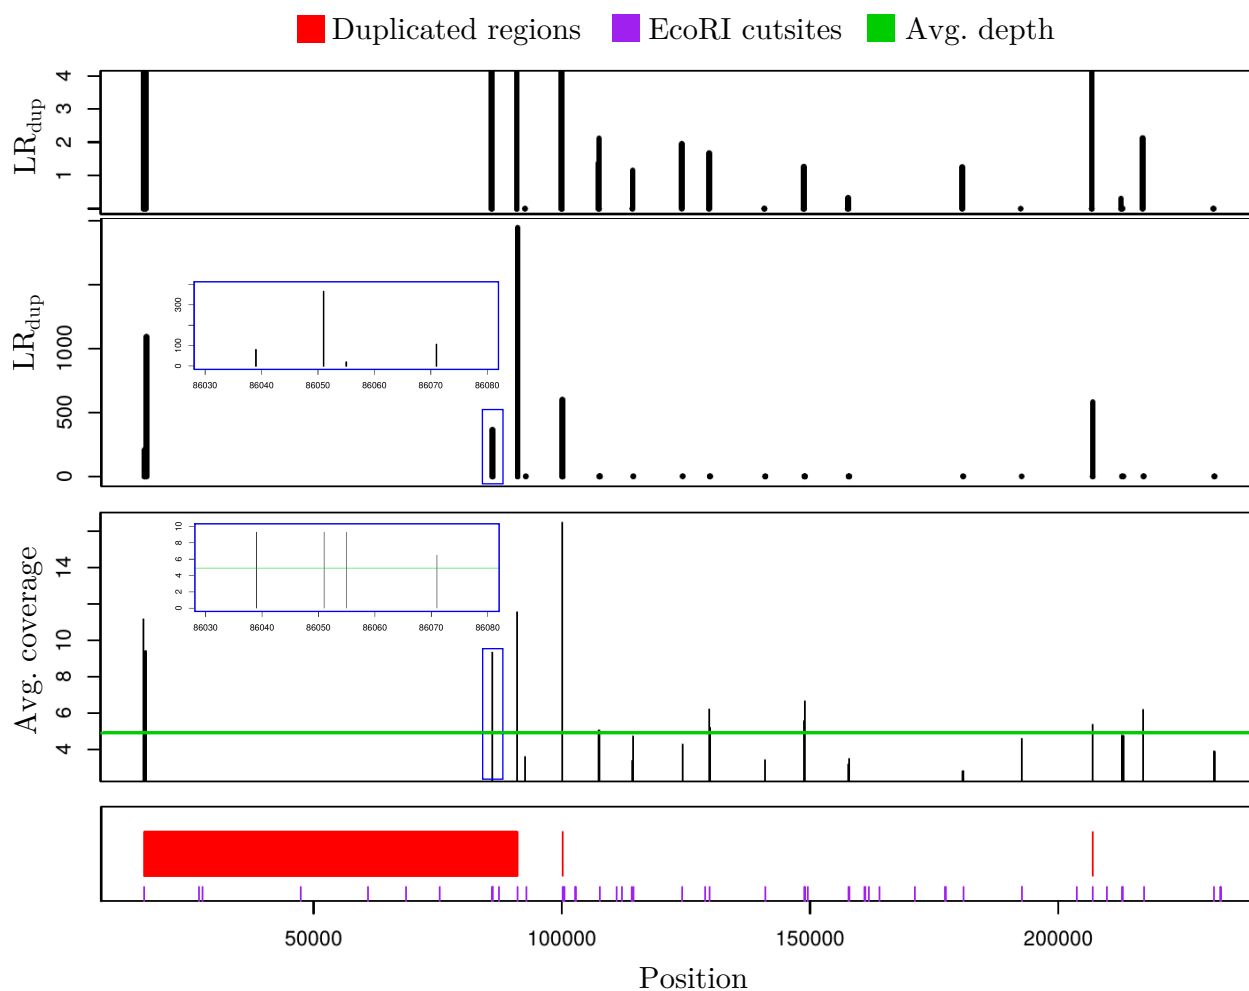 Duplicated regions EcoRI cutsites Avg. depth
LRdup
4
3
2
1
LRdup
1000
500
0
300
100
0
86030 86040 86050 86060 86070 86080
Avg. coverage
14
10
8
6
4
10
8
6
4
2
0
86030 86040 86050 86060 86070 86080
50000 100000 150000 200000
Position